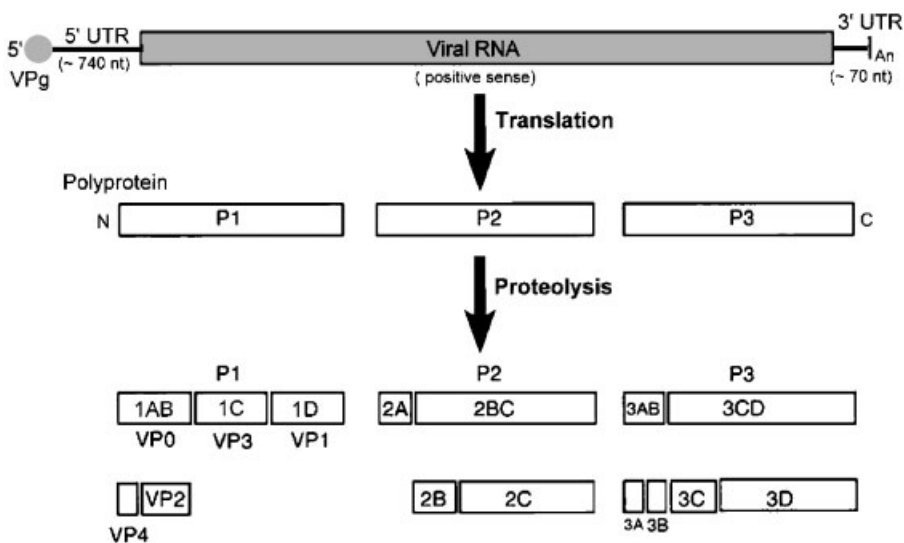 5' UTR 3' UTR
5' Viral RNA An
VPg (~ 740 nt) ( positive sense) (~ 70 nt)
Translation
Polyprotein
N P1 P2 P3 C
Proteolysis
P1 P2 P3
1AB 1C 1D 2A 2BC 3AB 3CD
VP0 VP3 VP1
VP2 2B 2C 3C 3D
VP4 3A 3B